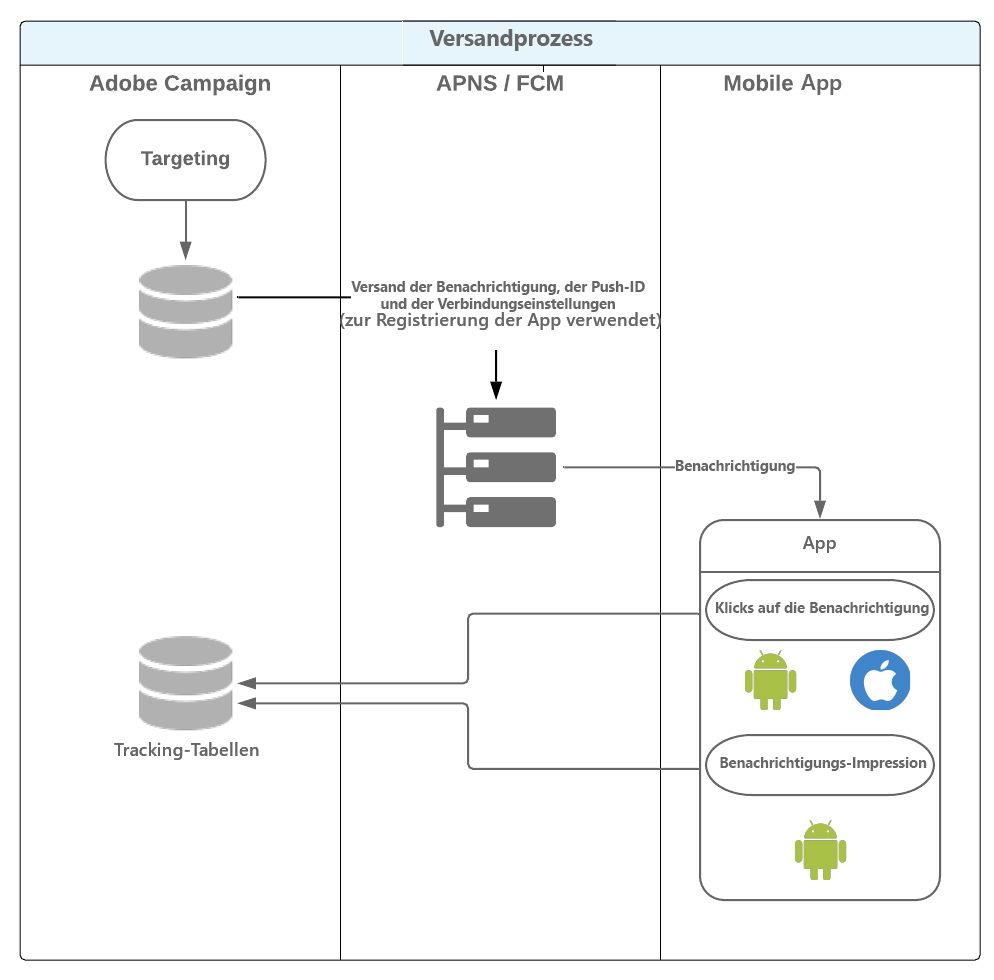 Versandprozess
Adobe Campaign
APNS / FCM
Mobile App
Targeting
Versand der Benachrichtigung, der Push-ID
und der Verbindungseinstellungen
(zur Registrierung der App verwendet)
Benachrichtigung
App
Klicks auf die Benachrichtigung
Tracking-Tabellen
Benachrichtigungs-Impression